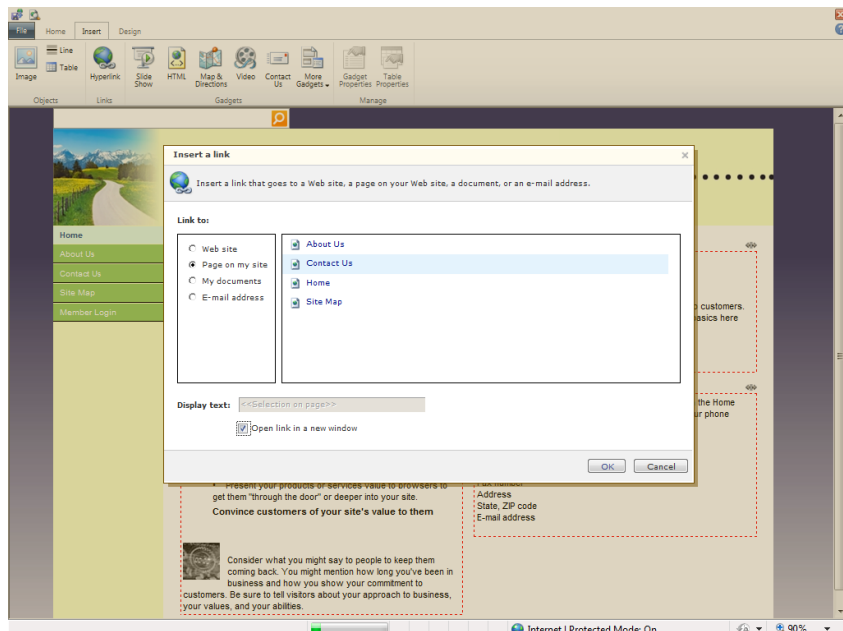 File Home Insert Design
Image
Line
Table
Hyperlink
Slide Show
HTML
Map & Directions
Video
Contact Us
More Gadgets
Gadget Properties
Table Properties
Objects Links Gadgets Manage
Insert a link
Insert a link that goes to a Web site, a page on your Web site, a document, or an e-mail address.
Link to:
Web site
Page on my site
My documents
E-mail address
About Us
Contact Us
Home
Site Map
Display text: <<Selection on page>>
Open link in a new window
OK Cancel
Home
About Us
Contact Us
Site Map
Member Login
customers.
asics here
the Home
ur phone
Present your products or services value to browsers to
get them "through the door" or deeper into your site.
Convince customers of your site's value to them
Consider what you might say to people to keep them
coming back. You might mention how long you've been in
business and how you show your commitment to
customers. Be sure to tell visitors about your approach to business,
your values, and your abilities.
Fax number
Address
State, ZIP code
E-mail address
Internet | Protected Mode: On 90%